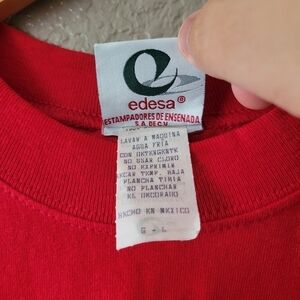 edesa®
ESTAMPADORES DE ENSENADA
S.A. DE C.V.
LAVAR A MAQUINA
AGUA FRIA
CON DETERGENTE
NO USAR CLORO
NO EXPRIMIR
SECAR TEMP. BAJA
PLANCHA TIBIA
NO PLANCHAR
EL DECORADO
HECHO EN MEXICO
G - L